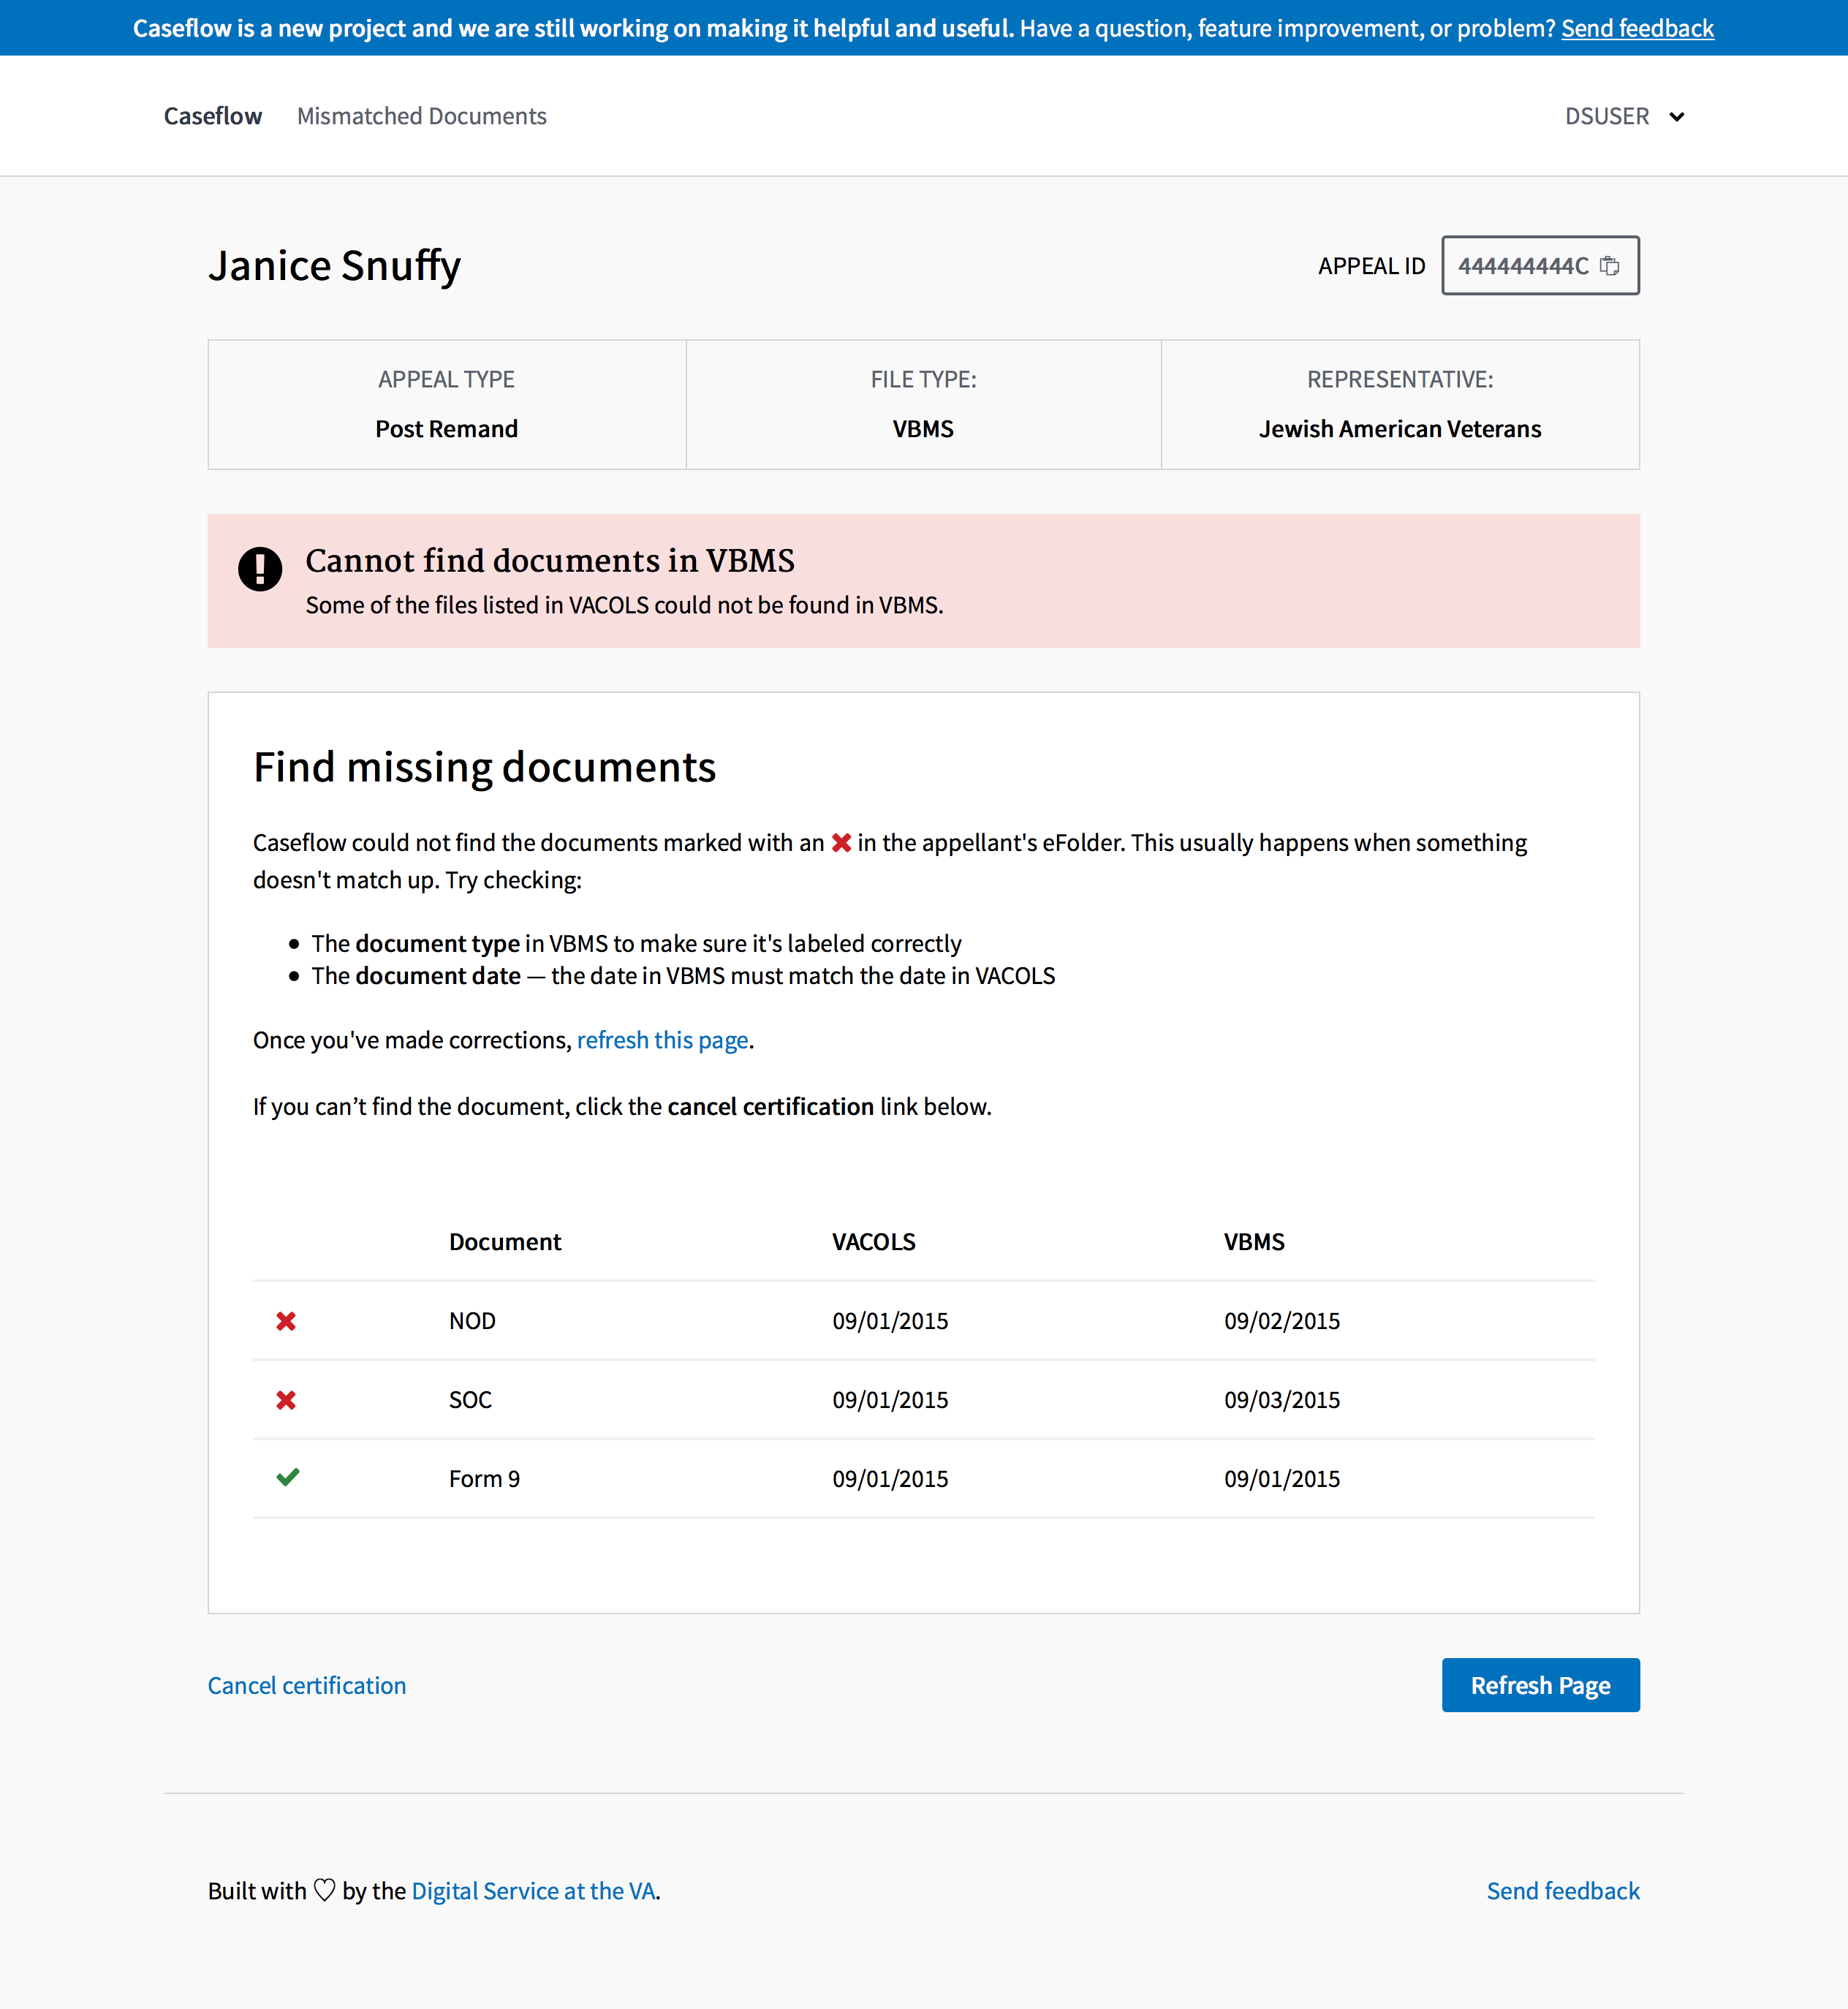 Caseflow is a new project and we are still working on making it helpful and useful. Have a question, feature improvement, or problem? Send feedback
Caseflow Mismatched Documents DSUSER
Janice Snuffy APPEAL ID 444444444C
APPEAL TYPE FILE TYPE: REPRESENTATIVE:
Post Remand VBMS Jewish American Veterans
Cannot find documents in VBMS
Some of the files listed in VACOLS could not be found in VBMS.
Find missing documents
Caseflow could not find the documents marked with an ✖ in the appellant's eFolder. This usually happens when something
doesn't match up. Try checking:
• The document type in VBMS to make sure it's labeled correctly
• The document date — the date in VBMS must match the date in VACOLS
Once you've made corrections, refresh this page.
If you can’t find the document, click the cancel certification link below.
Document VACOLS VBMS
✖ NOD 09/01/2015 09/02/2015
✖ SOC 09/01/2015 09/03/2015
✔ Form 9 09/01/2015 09/01/2015
Cancel certification Refresh Page
Built with ♡ by the Digital Service at the VA. Send feedback